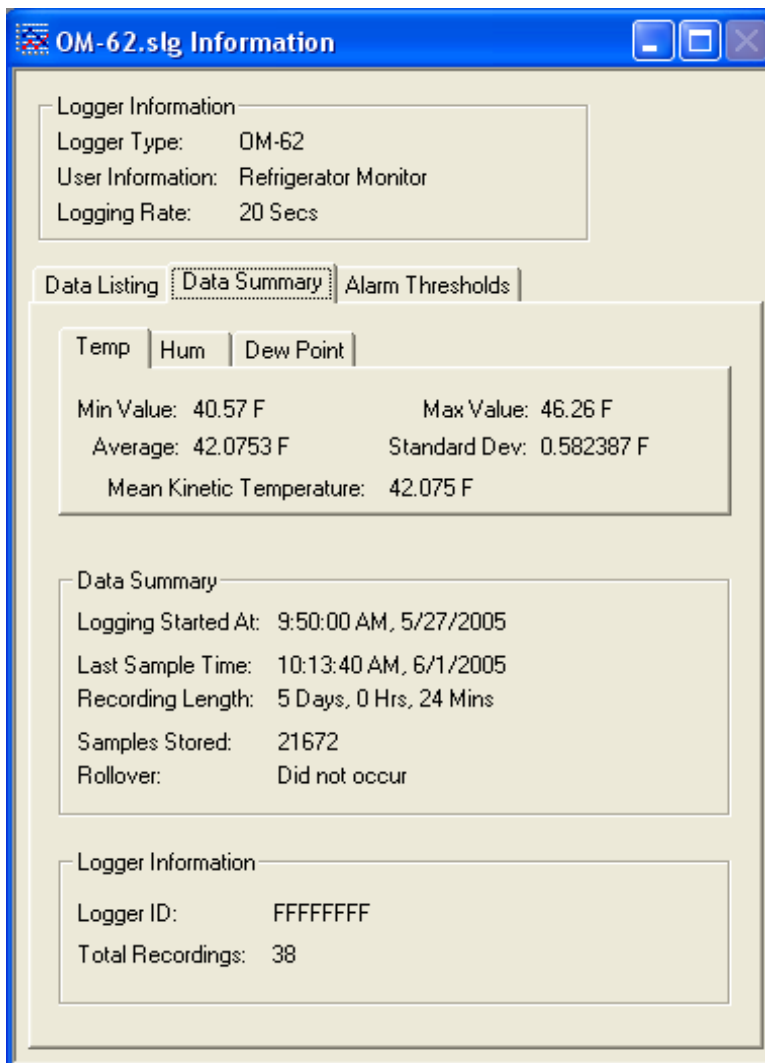 OM-62.slg Information
Logger Information
Logger Type: OM-62
User Information: Refrigerator Monitor
Logging Rate: 20 Secs
Data Listing Data Summary Alarm Thresholds
Temp Hum Dew Point
Min Value: 40.57 F Max Value: 46.26 F
Average: 42.0753 F Standard Dev: 0.582387 F
Mean Kinetic Temperature: 42.075 F
Data Summary
Logging Started At: 9:50:00 AM, 5/27/2005
Last Sample Time: 10:13:40 AM, 6/1/2005
Recording Length: 5 Days, 0 Hrs, 24 Mins
Samples Stored: 21672
Rollover: Did not occur
Logger Information
Logger ID: FFFFFFFF
Total Recordings: 38